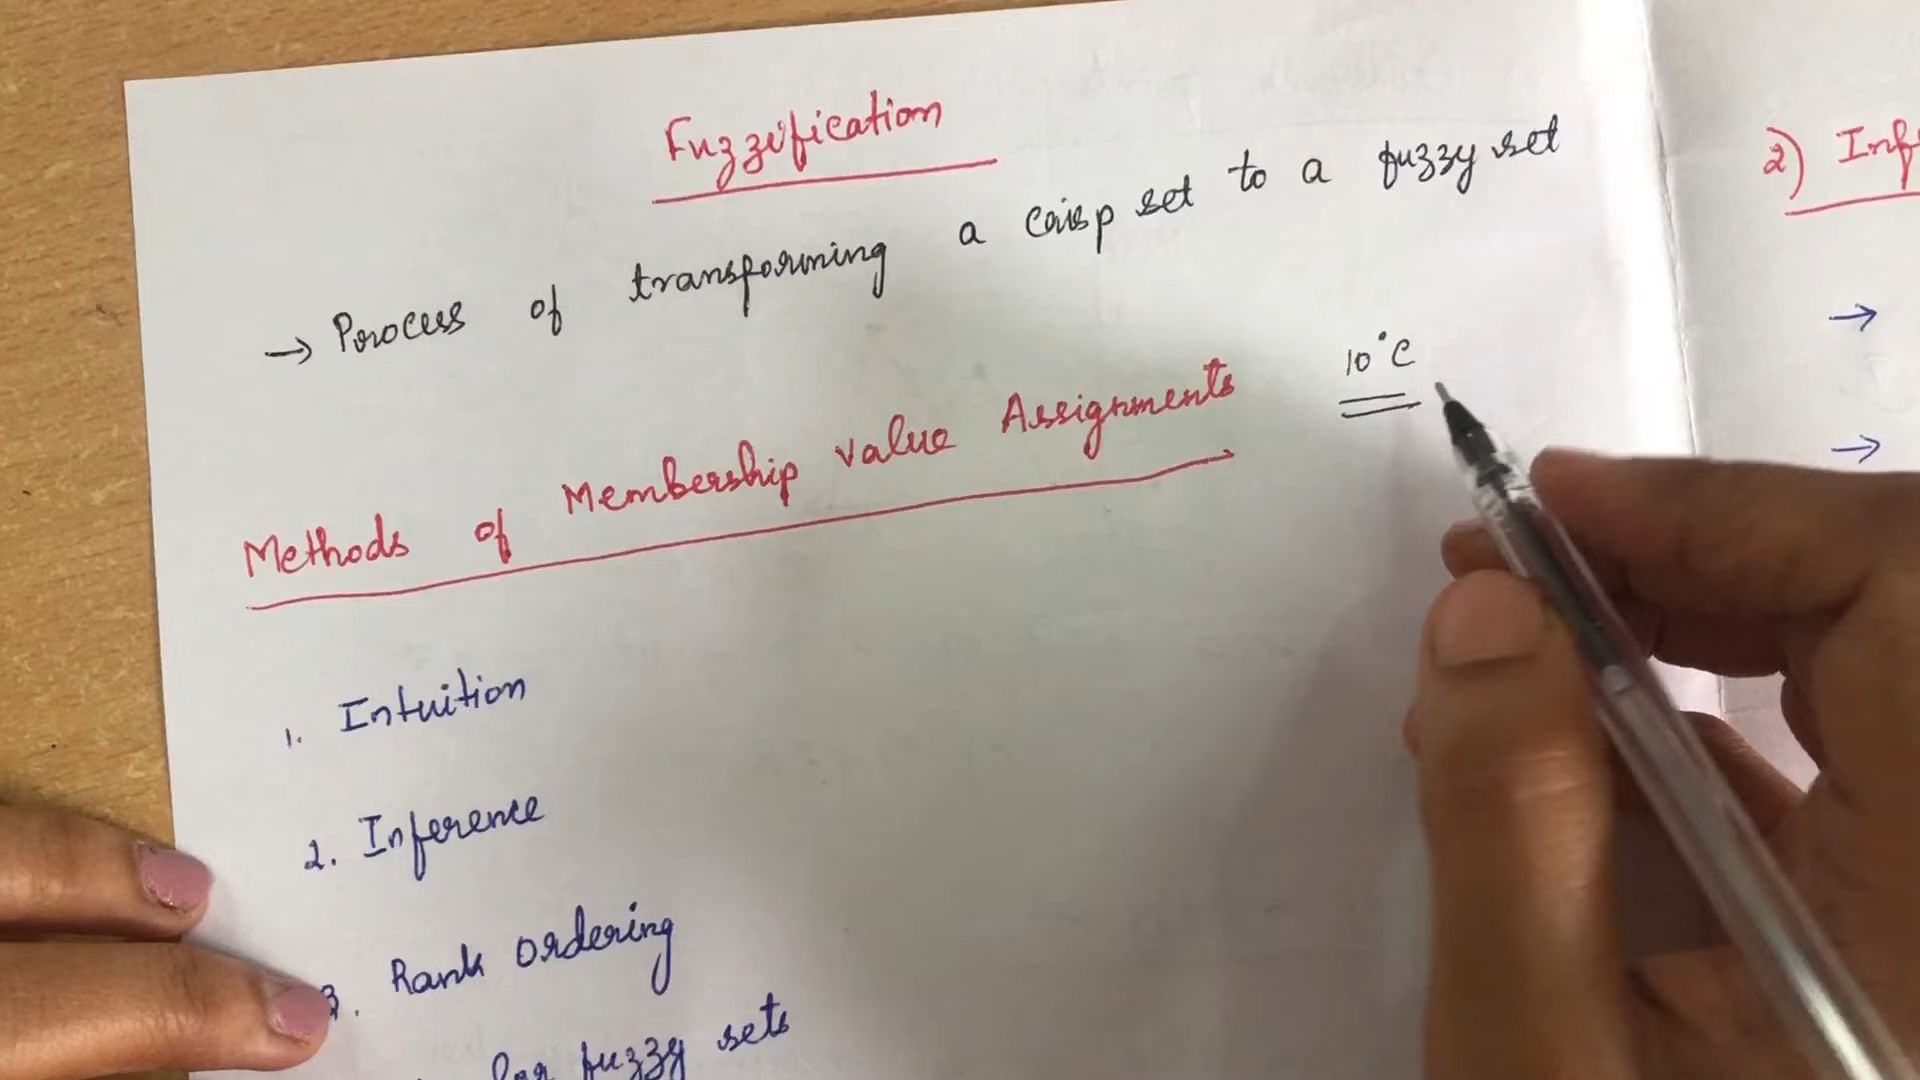 Fuzzification
→ Process of transforming a crisp set to a fuzzy set
10°C
Methods of Membership value Assignments
1. Intuition
2. Inference
3. Rank ordering
fuzzy sets
2) Inf
→
→